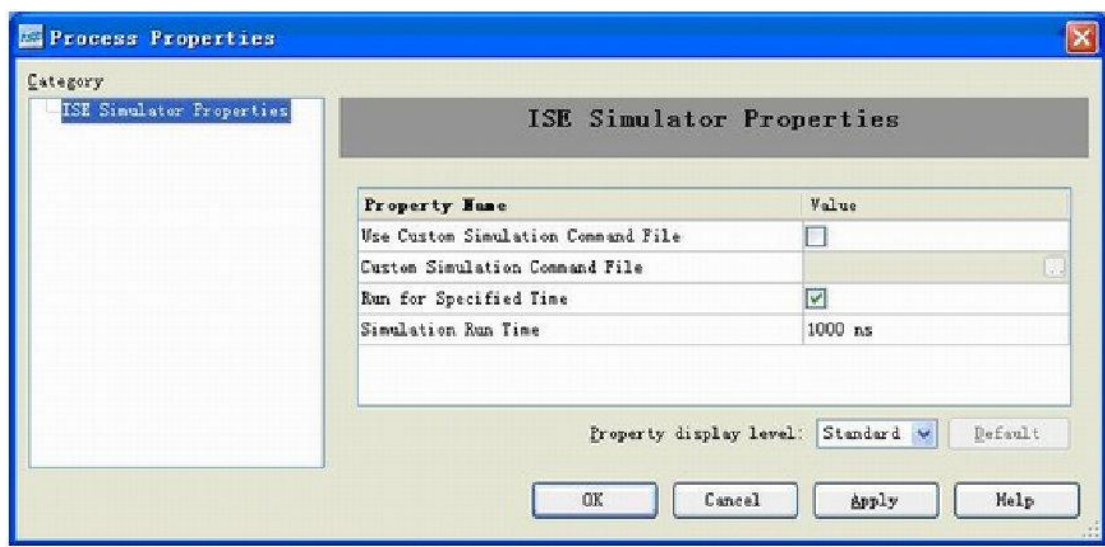 ISE Process Properties
Category
ISE Simulator Properties
ISE Simulator Properties
Property Name Value
Use Custom Simulation Command File
Custom Simulation Command File
Run for Specified Time
Simulation Run Time 1000 ns
Property display level: Standard Default
OK Cancel Apply Help